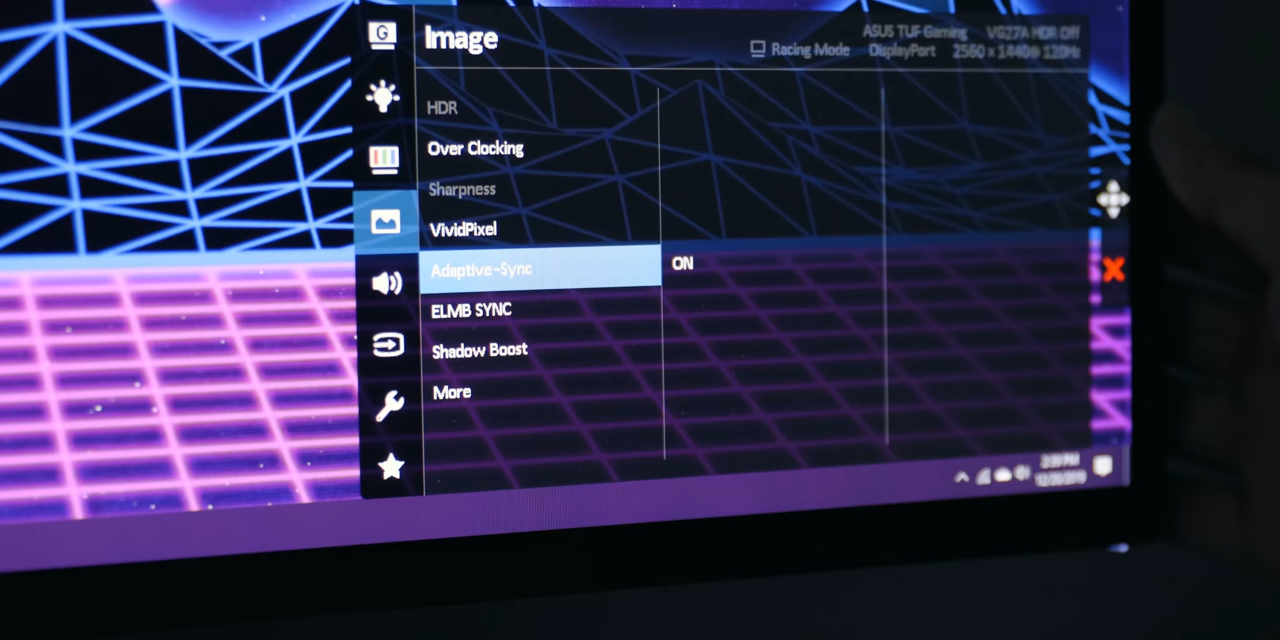 G
Image
ASUS TUF Gaming VG27A HDR Off
Racing Mode DisplayPort 2560 x 1440@ 120Hz
HDR
Over Clocking
Sharpness
VividPixel
Adaptive-Sync ON
ELMB SYNC
Shadow Boost
More